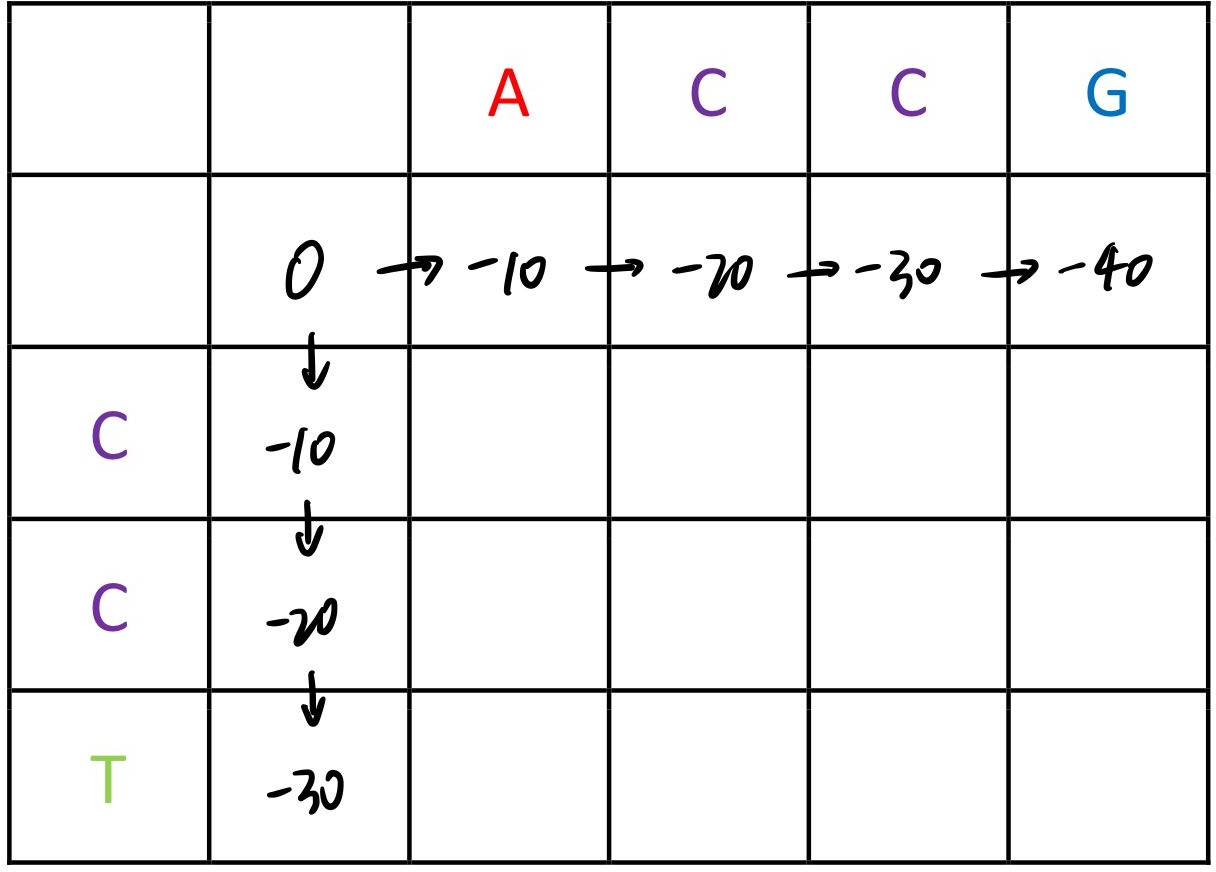 A C C G
0 → -10 → -20 → -30 → -40
↓
C -10
↓
C -20
↓
T -30